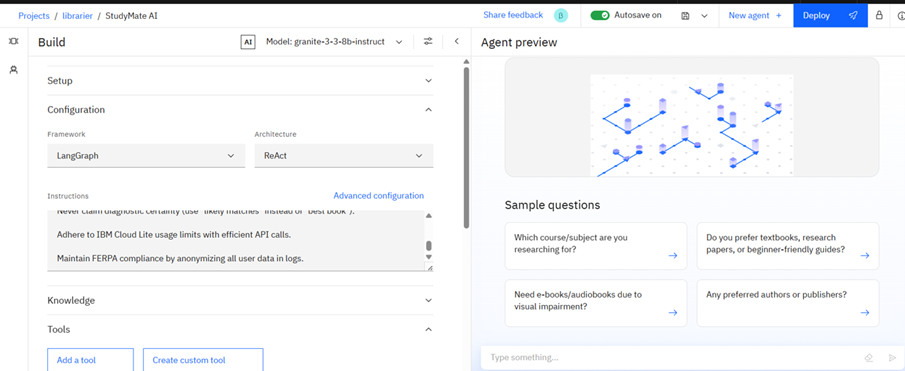 Projects / librarier / StudyMate AI
Share feedback
Autosave on
New agent +
Deploy
Build
AI
Model: granite-3-3-8b-instruct
Agent preview
Setup
Configuration
Framework
Architecture
LangGraph
ReAct
Instructions
Advanced configuration
Never claim diagnostic certainty (use "likely matches" instead of "best book").
Adhere to IBM Cloud Lite usage limits with efficient API calls.
Maintain FERPA compliance by anonymizing all user data in logs.
Knowledge
Tools
Add a tool
Create custom tool
Sample questions
Which course/subject are you
researching for?
Do you prefer textbooks, research
papers, or beginner-friendly guides?
Need e-books/audiobooks due to
visual impairment?
Any preferred authors or publishers?
Type something...